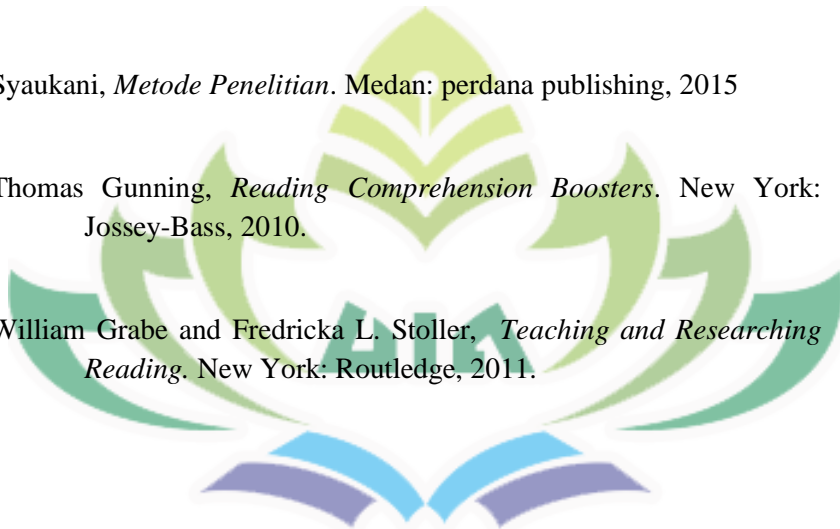 Syaukani, Metode Penelitian. Medan: perdana publishing, 2015
Thomas Gunning, Reading Comprehension Boosters. New York:
Jossey-Bass, 2010.
William Grabe and Fredricka L. Stoller, Teaching and Researching
Reading. New York: Routledge, 2011.